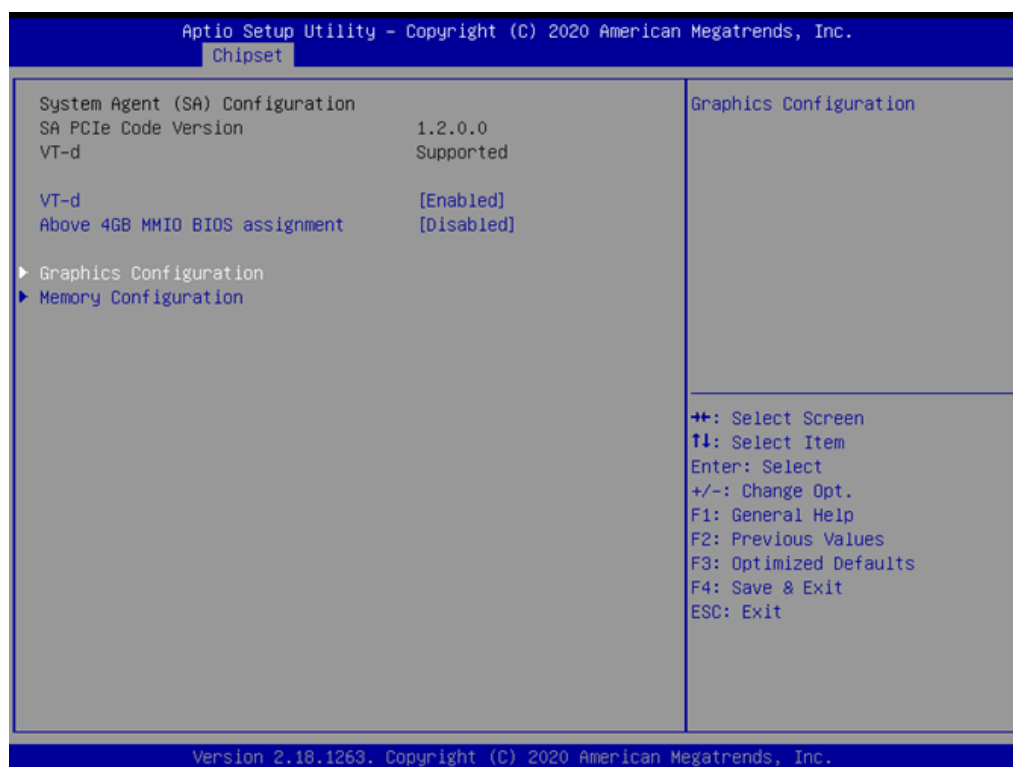 Aptio Setup Utility – Copyright (C) 2020 American Megatrends, Inc.
Chipset
System Agent (SA) Configuration
SA PCIe Code Version 1.2.0.0
VT-d Supported
VT-d [Enabled]
Above 4GB MMIO BIOS assignment [Disabled]
Graphics Configuration
Memory Configuration
Graphics Configuration
→←: Select Screen
↑↓: Select Item
Enter: Select
+/-: Change Opt.
F1: General Help
F2: Previous Values
F3: Optimized Defaults
F4: Save & Exit
ESC: Exit
Version 2.18.1263. Copyright (C) 2020 American Megatrends, Inc.